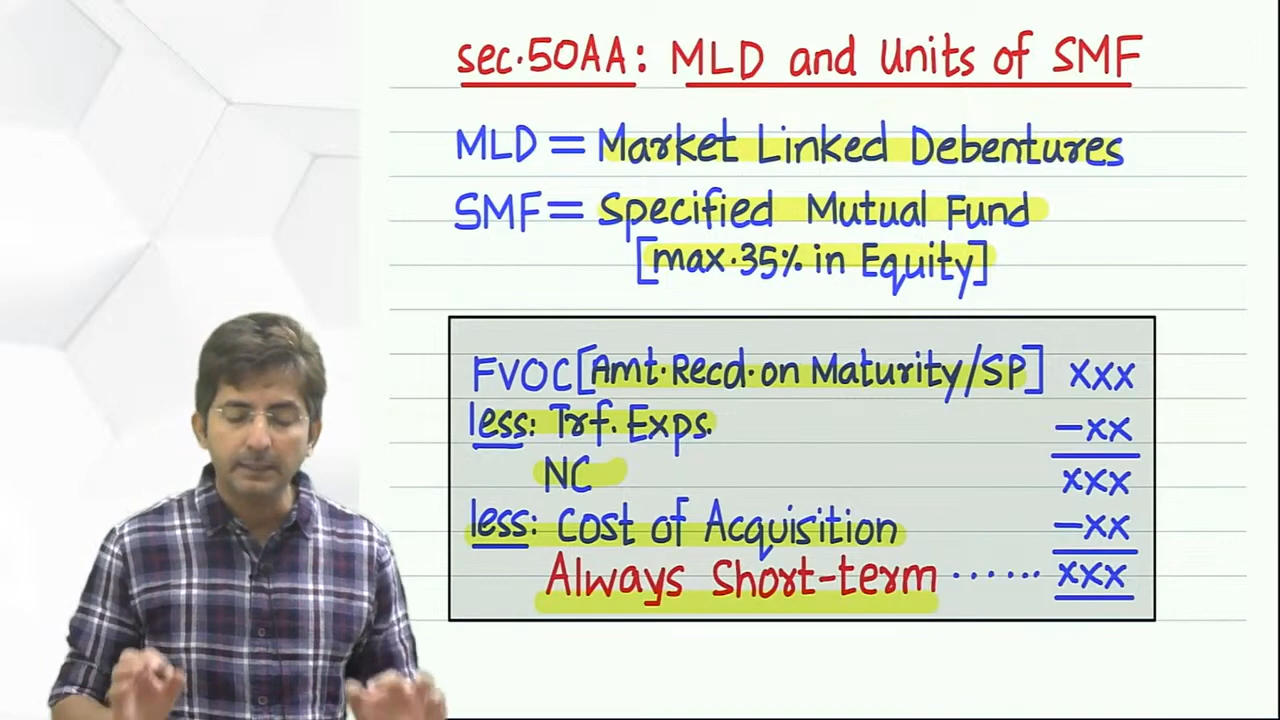 sec.50AA: MLD and Units of SMF
MLD = Market Linked Debentures
SMF = Specified Mutual Fund
[max.35% in Equity]
FVOC[Amt.Recd.on Maturity/SP] xxx
less: Trf. Exps. -xx
NC xxx
less: Cost of Acquisition -xx
Always Short-term ...... xxx